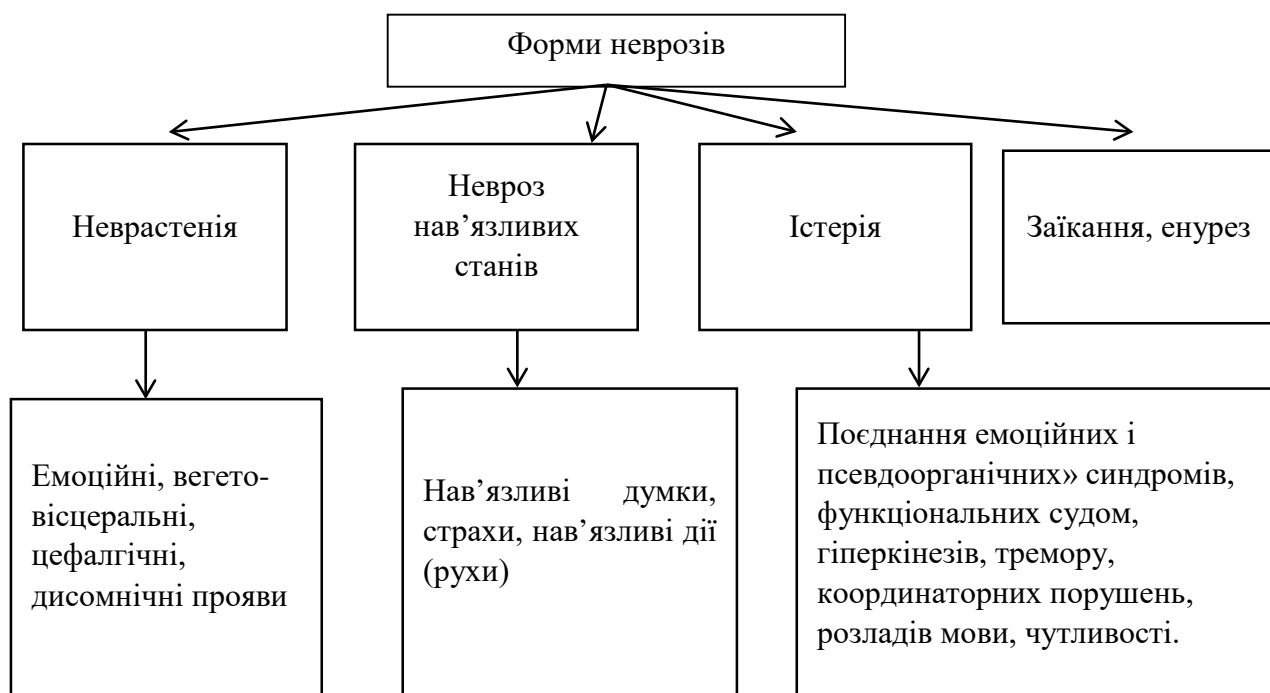 Форми неврозів
Неврастенія
Невроз
нав’язливих
станів
Істерія
Заїкання, енурез
Емоційні, вегето-
вісцеральні,
цефалгічні,
дисомнічні прояви
Нав’язливі думки,
страхи, нав’язливі дії
(рухи)
Поєднання емоційних і
псевдоорганічних» синдромів,
функціональних судом,
гіперкінезів, тремору,
координаторних порушень,
розладів мови, чутливості.